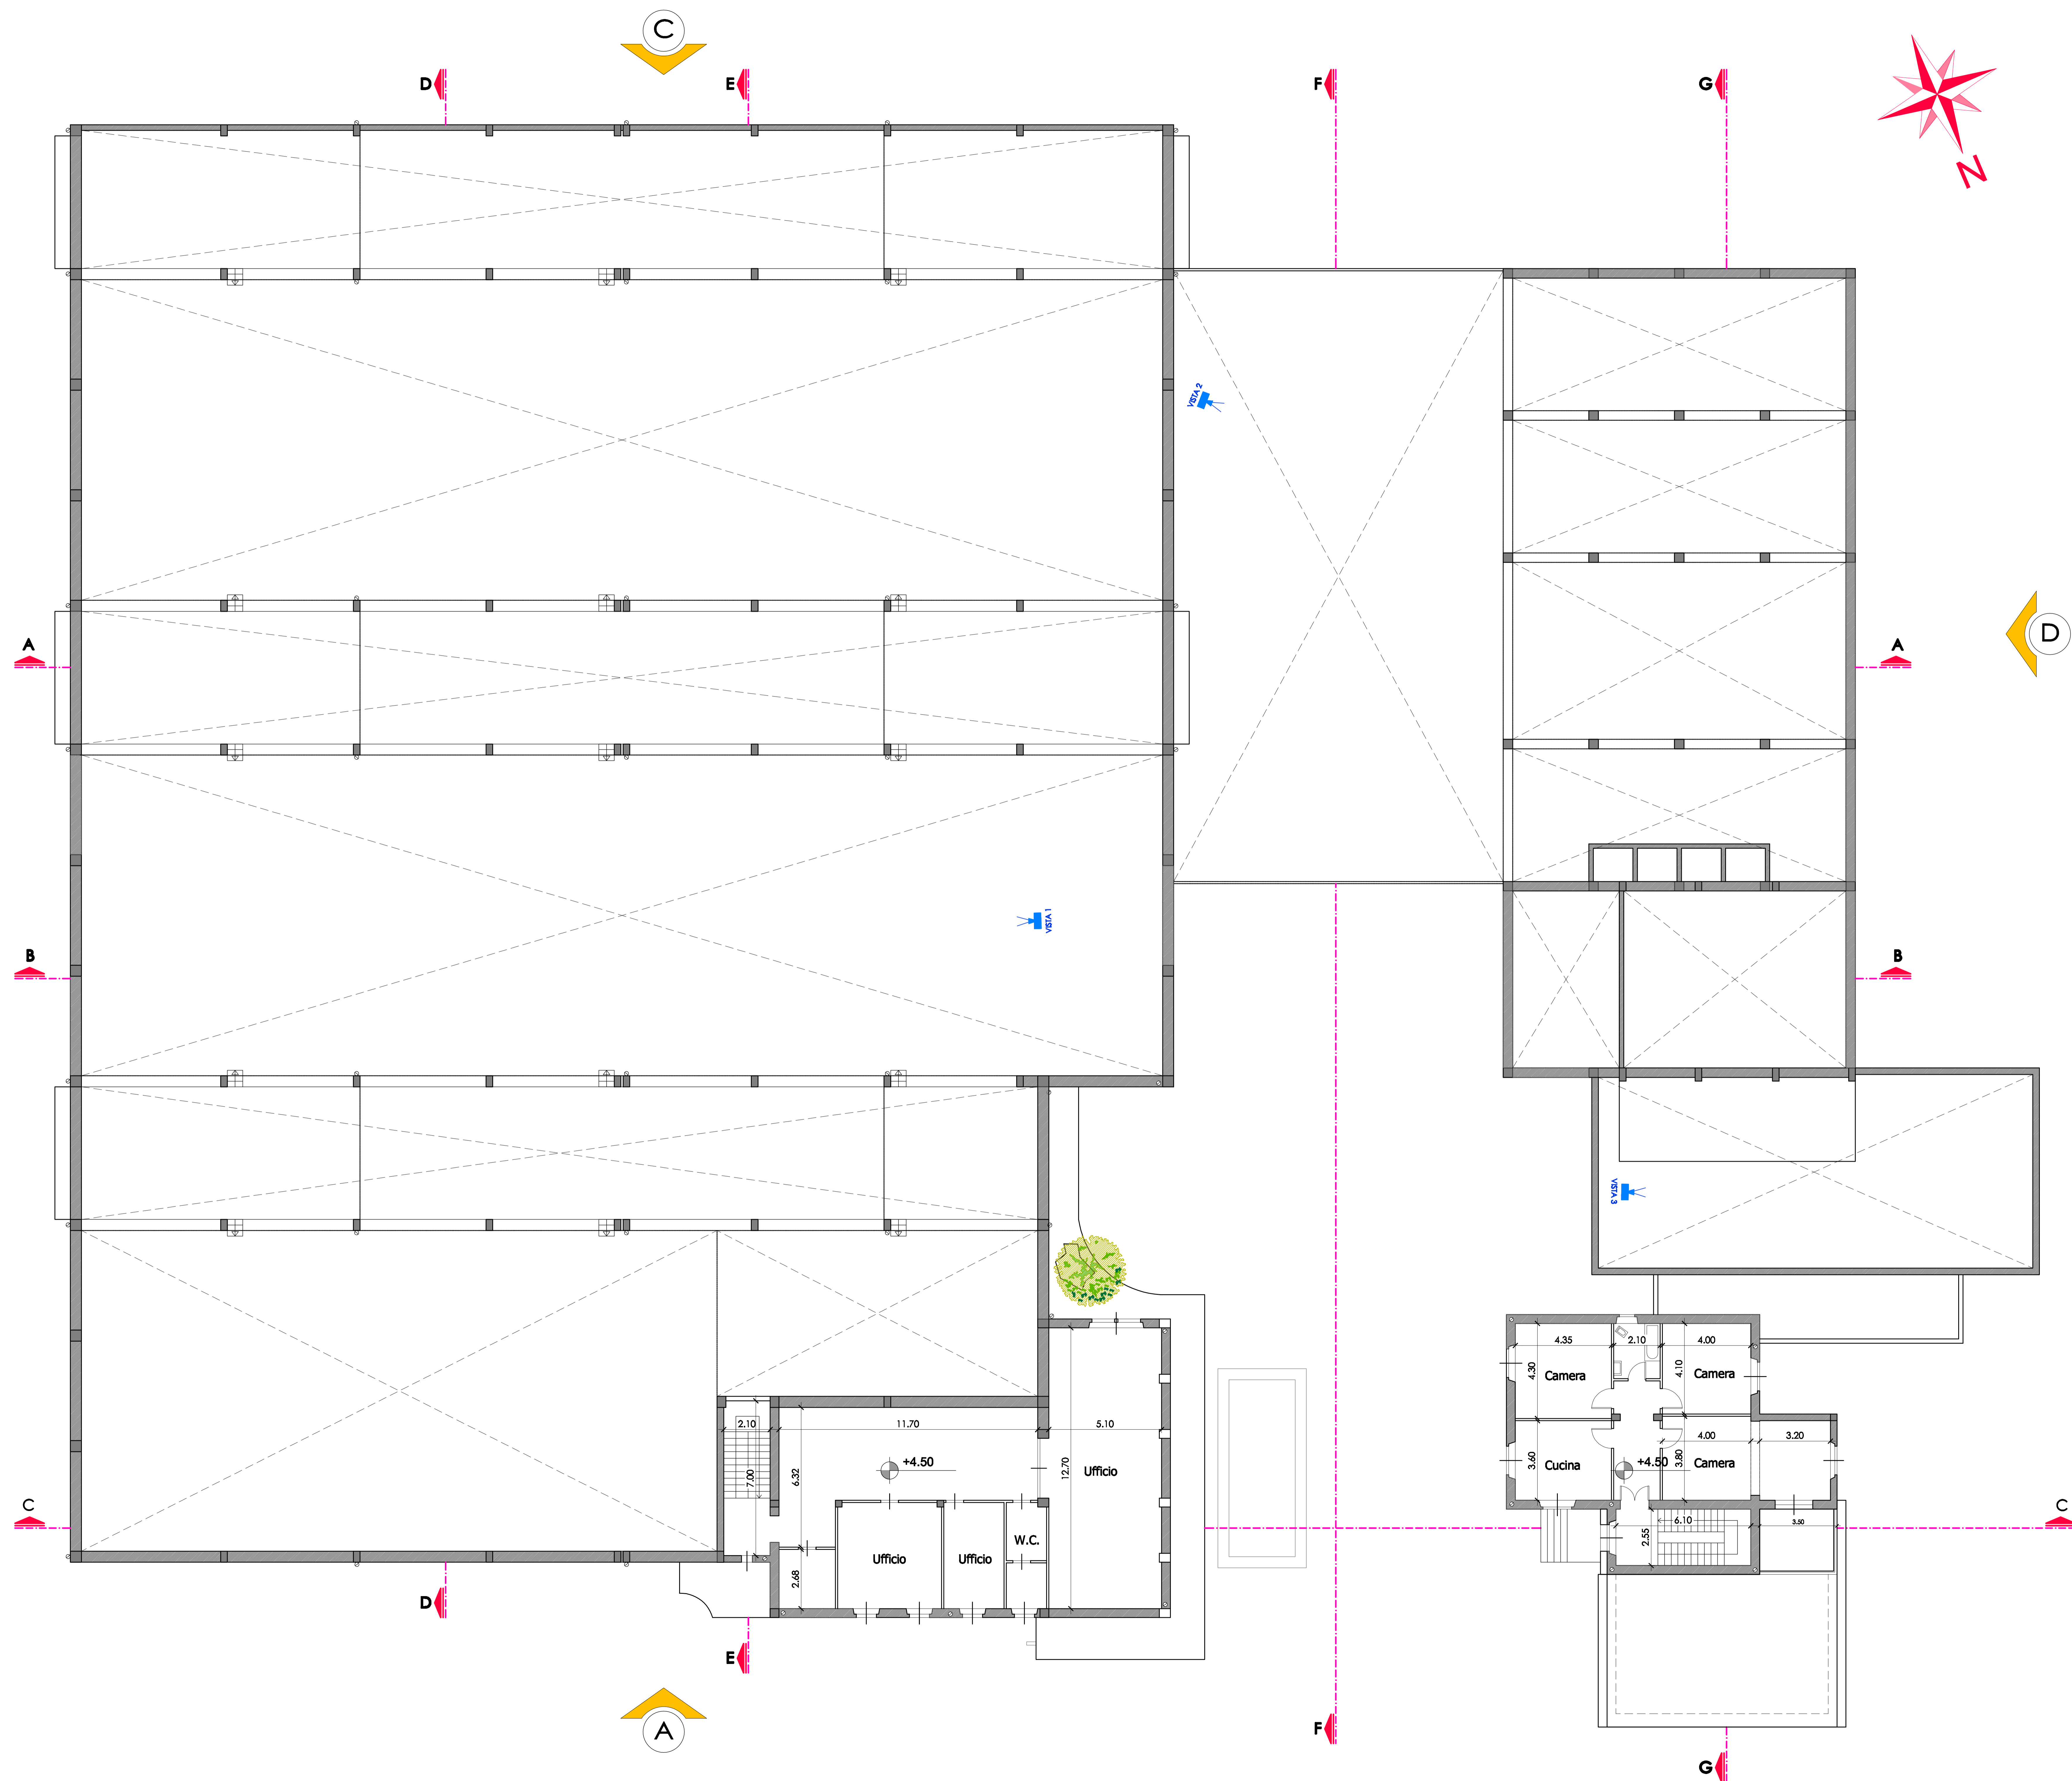 C
D
E
F
G
N
VISTA 2
A
A
D
B
VISTA 1
B
VISTA 3
4.35
2.10
4.00
4.30
Camera
4.10
Camera
2.10
11.70
5.10
4.00
3.20
7.00
6.32
+4.50
12.70
Ufficio
3.60
Cucina
+4.50
3.80
Camera
C
C
6.10
3.50
2.55
W.C.
Ufficio
Ufficio
2.68
D
E
A
F
G